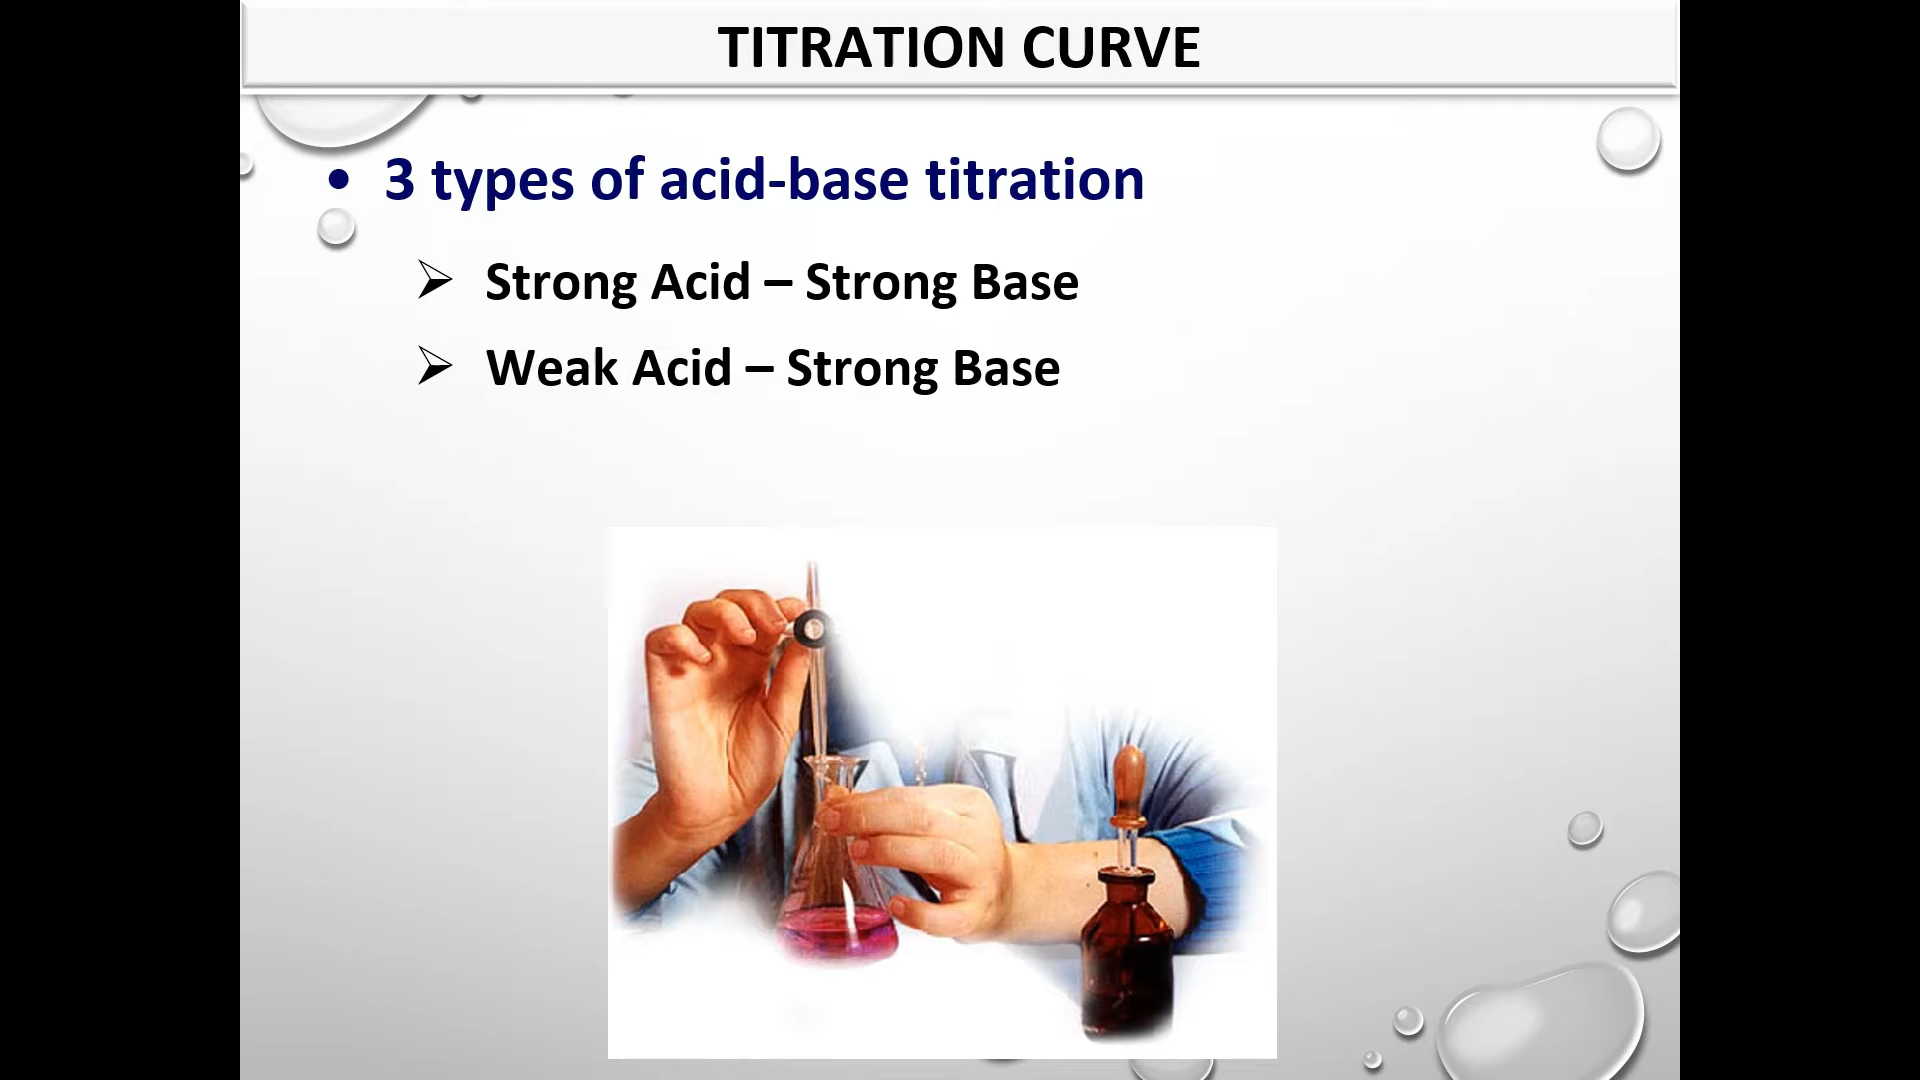 TITRATION CURVE
• 3 types of acid-base titration
➢ Strong Acid – Strong Base
➢ Weak Acid – Strong Base